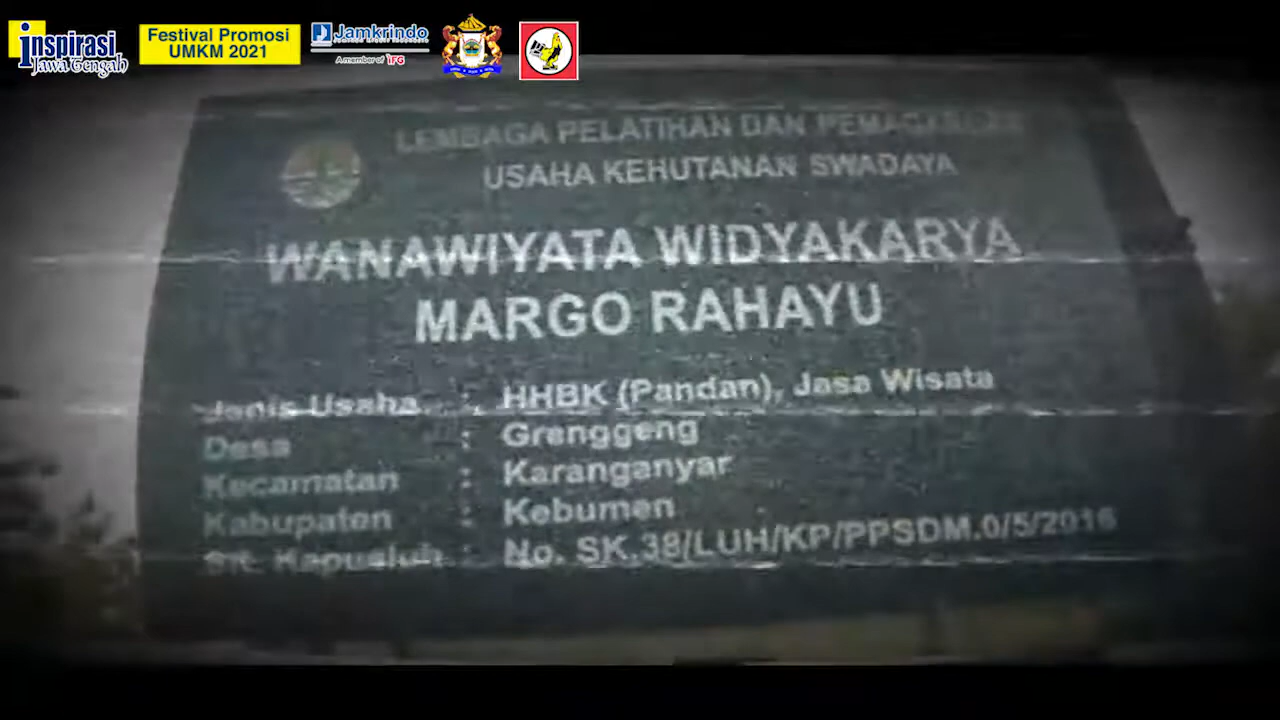 inspirasi
Jawa Tengah
Festival Promosi
UMKM 2021
Jamkrindo
A member of IFG
LEMBAGA PELATIHAN DAN PEMAGANGAN
USAHA KEHUTANAN SWADAYA
WANAWIYATA WIDYAKARYA
MARGO RAHAYU
Jenis Usaha : HHBK (Pandan), Jasa Wisata
Desa : Grenggeng
Kecamatan : Karanganyar
Kabupaten : Kebumen
Srt. Kapusluh : No. SK.38/LUH/KP/PPSDM.0/5/2016